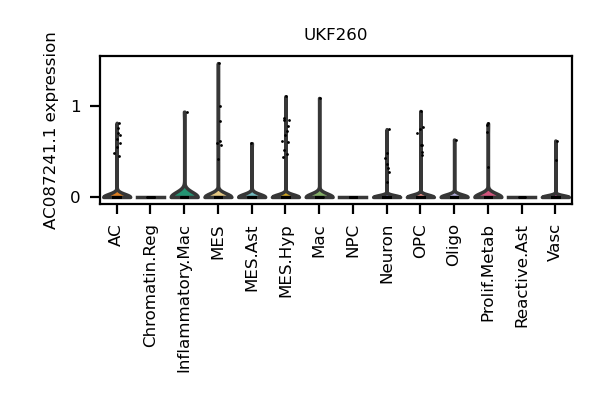 UKF260
AC087241.1 expression
1
0
AC
Chromatin.Reg
Inflammatory.Mac
MES
MES.Ast
MES.Hyp
Mac
NPC
Neuron
OPC
Oligo
Prolif.Metab
Reactive.Ast
Vasc